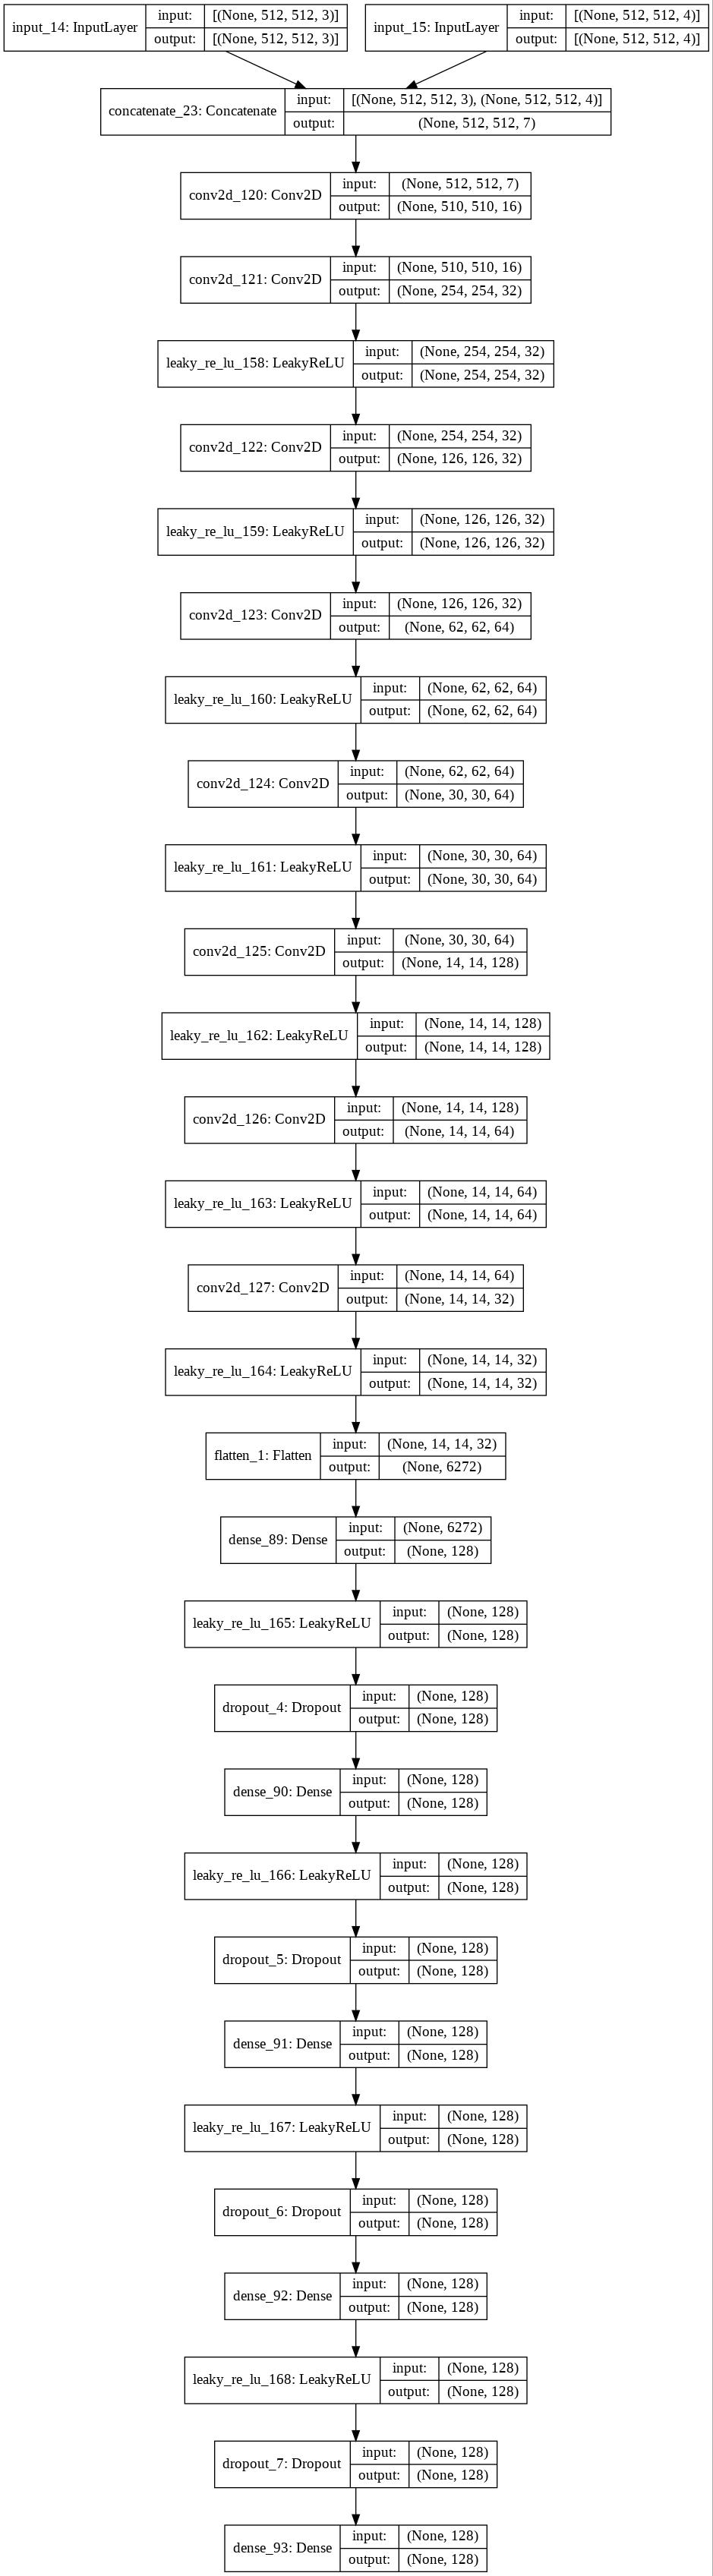 input_14: InputLayer input: [(None, 512, 512, 3)]
output: [(None, 512, 512, 3)]
input_15: InputLayer input: [(None, 512, 512, 4)]
output: [(None, 512, 512, 4)]
concatenate_23: Concatenate input: [(None, 512, 512, 3), (None, 512, 512, 4)]
output: (None, 512, 512, 7)
conv2d_120: Conv2D input: (None, 512, 512, 7)
output: (None, 510, 510, 16)
conv2d_121: Conv2D input: (None, 510, 510, 16)
output: (None, 254, 254, 32)
leaky_re_lu_158: LeakyReLU input: (None, 254, 254, 32)
output: (None, 254, 254, 32)
conv2d_122: Conv2D input: (None, 254, 254, 32)
output: (None, 126, 126, 32)
leaky_re_lu_159: LeakyReLU input: (None, 126, 126, 32)
output: (None, 126, 126, 32)
conv2d_123: Conv2D input: (None, 126, 126, 32)
output: (None, 62, 62, 64)
leaky_re_lu_160: LeakyReLU input: (None, 62, 62, 64)
output: (None, 62, 62, 64)
conv2d_124: Conv2D input: (None, 62, 62, 64)
output: (None, 30, 30, 64)
leaky_re_lu_161: LeakyReLU input: (None, 30, 30, 64)
output: (None, 30, 30, 64)
conv2d_125: Conv2D input: (None, 30, 30, 64)
output: (None, 14, 14, 128)
leaky_re_lu_162: LeakyReLU input: (None, 14, 14, 128)
output: (None, 14, 14, 128)
conv2d_126: Conv2D input: (None, 14, 14, 128)
output: (None, 14, 14, 64)
leaky_re_lu_163: LeakyReLU input: (None, 14, 14, 64)
output: (None, 14, 14, 64)
conv2d_127: Conv2D input: (None, 14, 14, 64)
output: (None, 14, 14, 32)
leaky_re_lu_164: LeakyReLU input: (None, 14, 14, 32)
output: (None, 14, 14, 32)
flatten_1: Flatten input: (None, 14, 14, 32)
output: (None, 6272)
dense_89: Dense input: (None, 6272)
output: (None, 128)
leaky_re_lu_165: LeakyReLU input: (None, 128)
output: (None, 128)
dropout_4: Dropout input: (None, 128)
output: (None, 128)
dense_90: Dense input: (None, 128)
output: (None, 128)
leaky_re_lu_166: LeakyReLU input: (None, 128)
output: (None, 128)
dropout_5: Dropout input: (None, 128)
output: (None, 128)
dense_91: Dense input: (None, 128)
output: (None, 128)
leaky_re_lu_167: LeakyReLU input: (None, 128)
output: (None, 128)
dropout_6: Dropout input: (None, 128)
output: (None, 128)
dense_92: Dense input: (None, 128)
output: (None, 128)
leaky_re_lu_168: LeakyReLU input: (None, 128)
output: (None, 128)
dropout_7: Dropout input: (None, 128)
output: (None, 128)
dense_93: Dense input: (None, 128)
output: (None, 128)